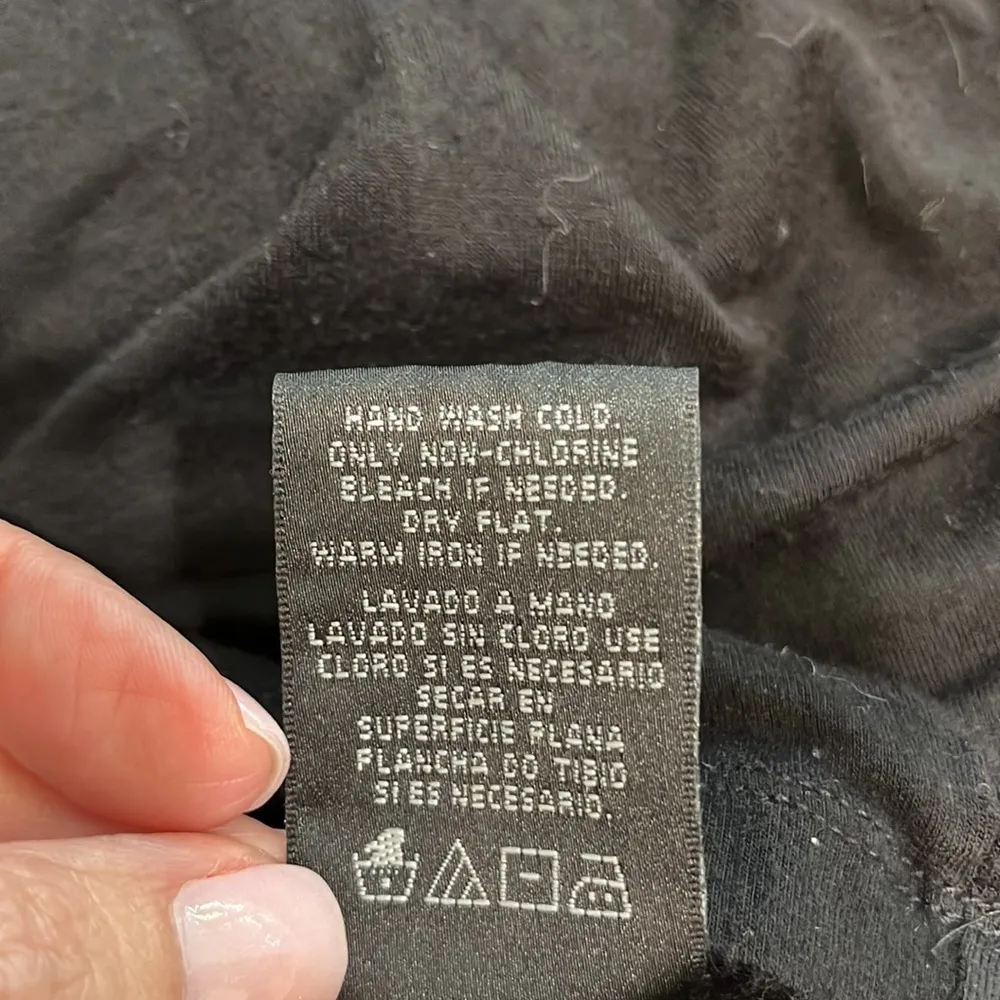 HAND WASH COLD.
ONLY NON-CHLORINE
BLEACH IF NEEDED.
DRY FLAT.
WARM IRON IF NEEDED.
LAVADO A MANO
LAVADO SIN CLORO USE
CLORO SI ES NECESARIO
SECAR EN
SUPERFICIE PLANA
PLANCHA DO TIBIO
SI ES NECESARIO.